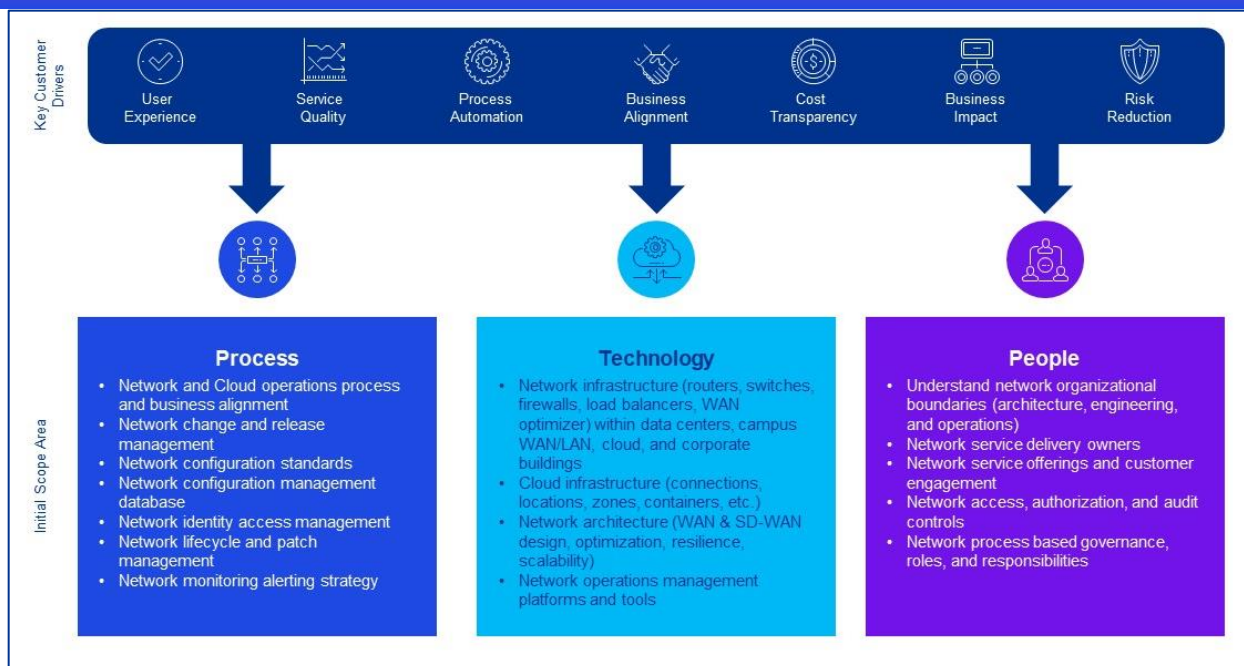 Key Customer
Drivers
User
Experience
Service
Quality
Process
Automation
Business
Alignment
Cost
Transparency
Business
Impact
Risk
Reduction
Initial Scope Area
Process
• Network and Cloud operations process
and business alignment
• Network change and release
management
• Network configuration standards
• Network configuration management
database
• Network identity access management
• Network lifecycle and patch
management
• Network monitoring alerting strategy
Technology
• Network infrastructure (routers, switches,
firewalls, load balancers, WAN
optimizer) within data centers, campus
WAN/LAN, cloud, and corporate
buildings
• Cloud infrastructure (connections,
locations, zones, containers, etc.)
• Network architecture (WAN & SD-WAN
design, optimization, resilience,
scalability)
• Network operations management
platforms and tools
People
• Understand network organizational
boundaries (architecture, engineering,
and operations)
• Network service delivery owners
• Network service offerings and customer
engagement
• Network access, authorization, and audit
controls
• Network process based governance,
roles, and responsibilities